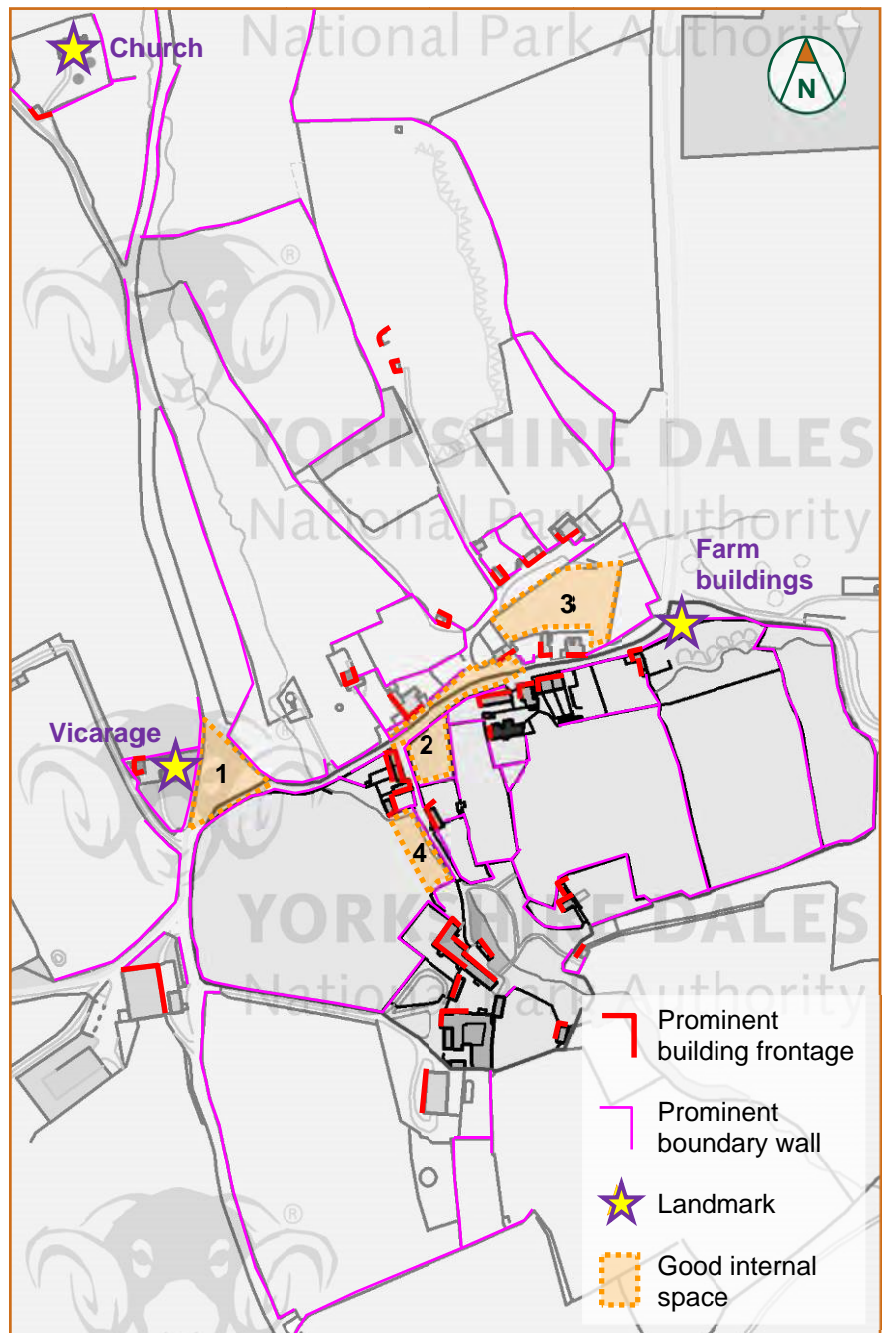 National Park Authority
Church
N
®
YORKSHIRE DALES
National Park Authority
Farm
buildings
3
Vicarage
2
1
4
YORKSHIRE DALES
National Park Authority
Prominent
building frontage
Prominent
boundary wall
Landmark
®
Good internal
space